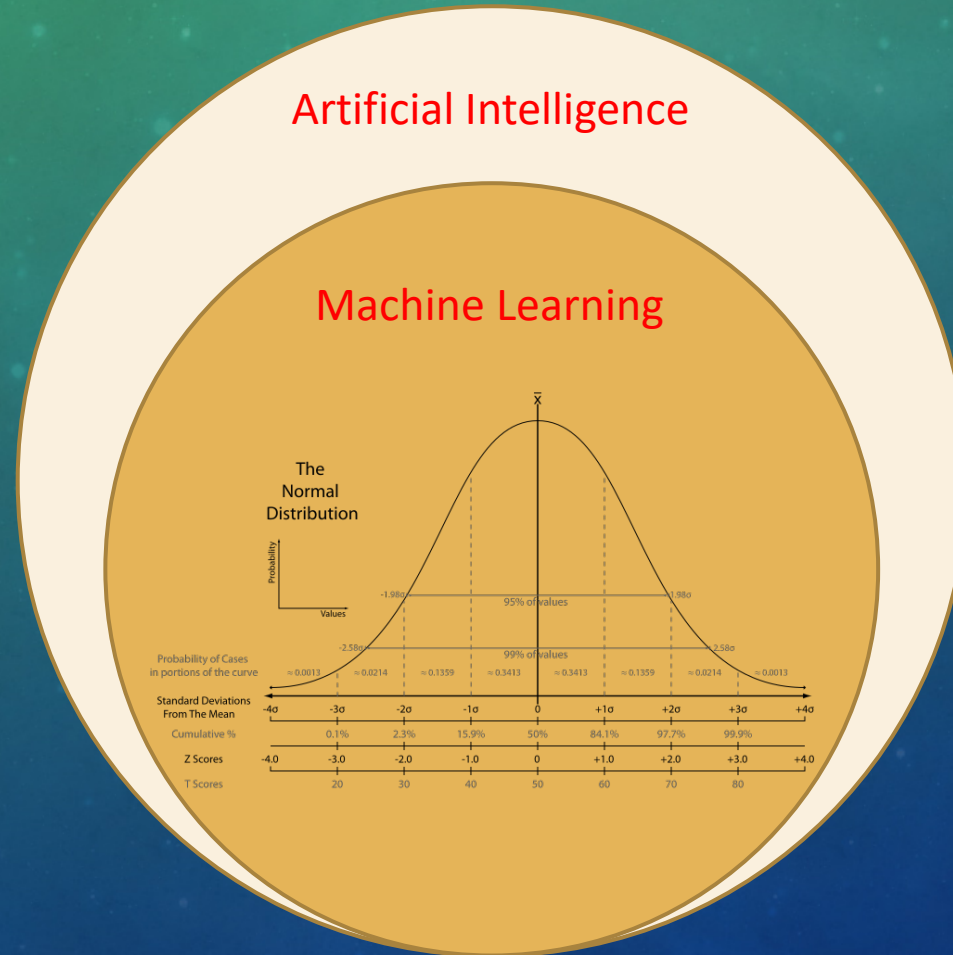 Artificial Intelligence
Machine Learning
x̄
The
Normal
Distribution
Probability
Values
-1.98σ 1.98σ
95% of values
-2.58σ 2.58σ
99% of values
Probability of Cases
in portions of the curve
≈ 0.0013 ≈ 0.0214 ≈ 0.1359 ≈ 0.3413 ≈ 0.3413 ≈ 0.1359 ≈ 0.0214 ≈ 0.0013
Standard Deviations
From The Mean
-4σ -3σ -2σ -1σ 0 +1σ +2σ +3σ +4σ
Cumulative % 0.1% 2.3% 15.9% 50% 84.1% 97.7% 99.9%
Z Scores -4.0 -3.0 -2.0 -1.0 0 +1.0 +2.0 +3.0 +4.0
T Scores 20 30 40 50 60 70 80